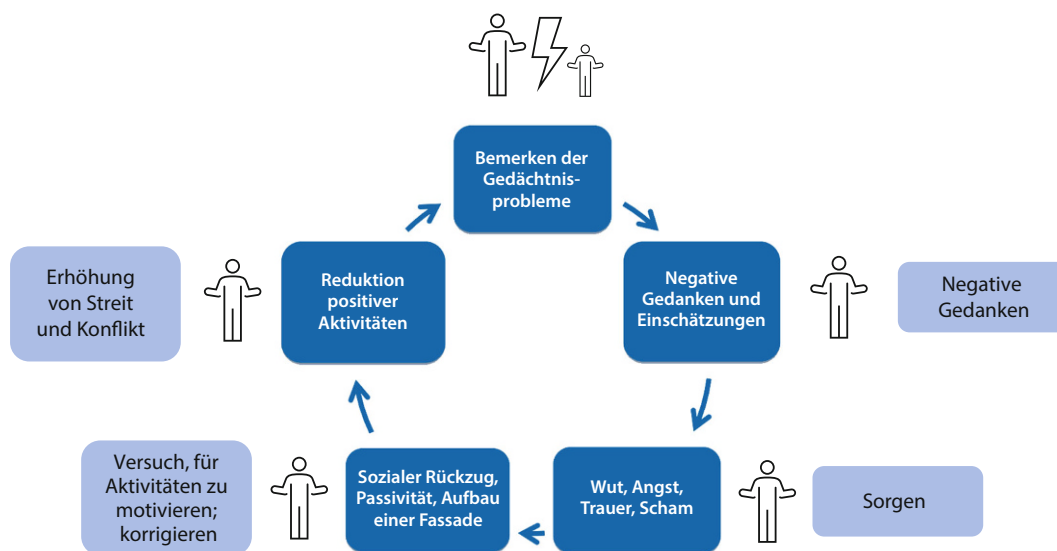 Bemerken der
Gedächtnis-
probleme
Erhöhung
von Streit
und Konflikt
Reduktion
positiver
Aktivitäten
Negative
Gedanken und
Einschätzungen
Negative
Gedanken
Versuch, für
Aktivitäten zu
motivieren;
korrigieren
Sozialer Rückzug,
Passivität, Aufbau
einer Fassade
Wut, Angst,
Trauer, Scham
Sorgen